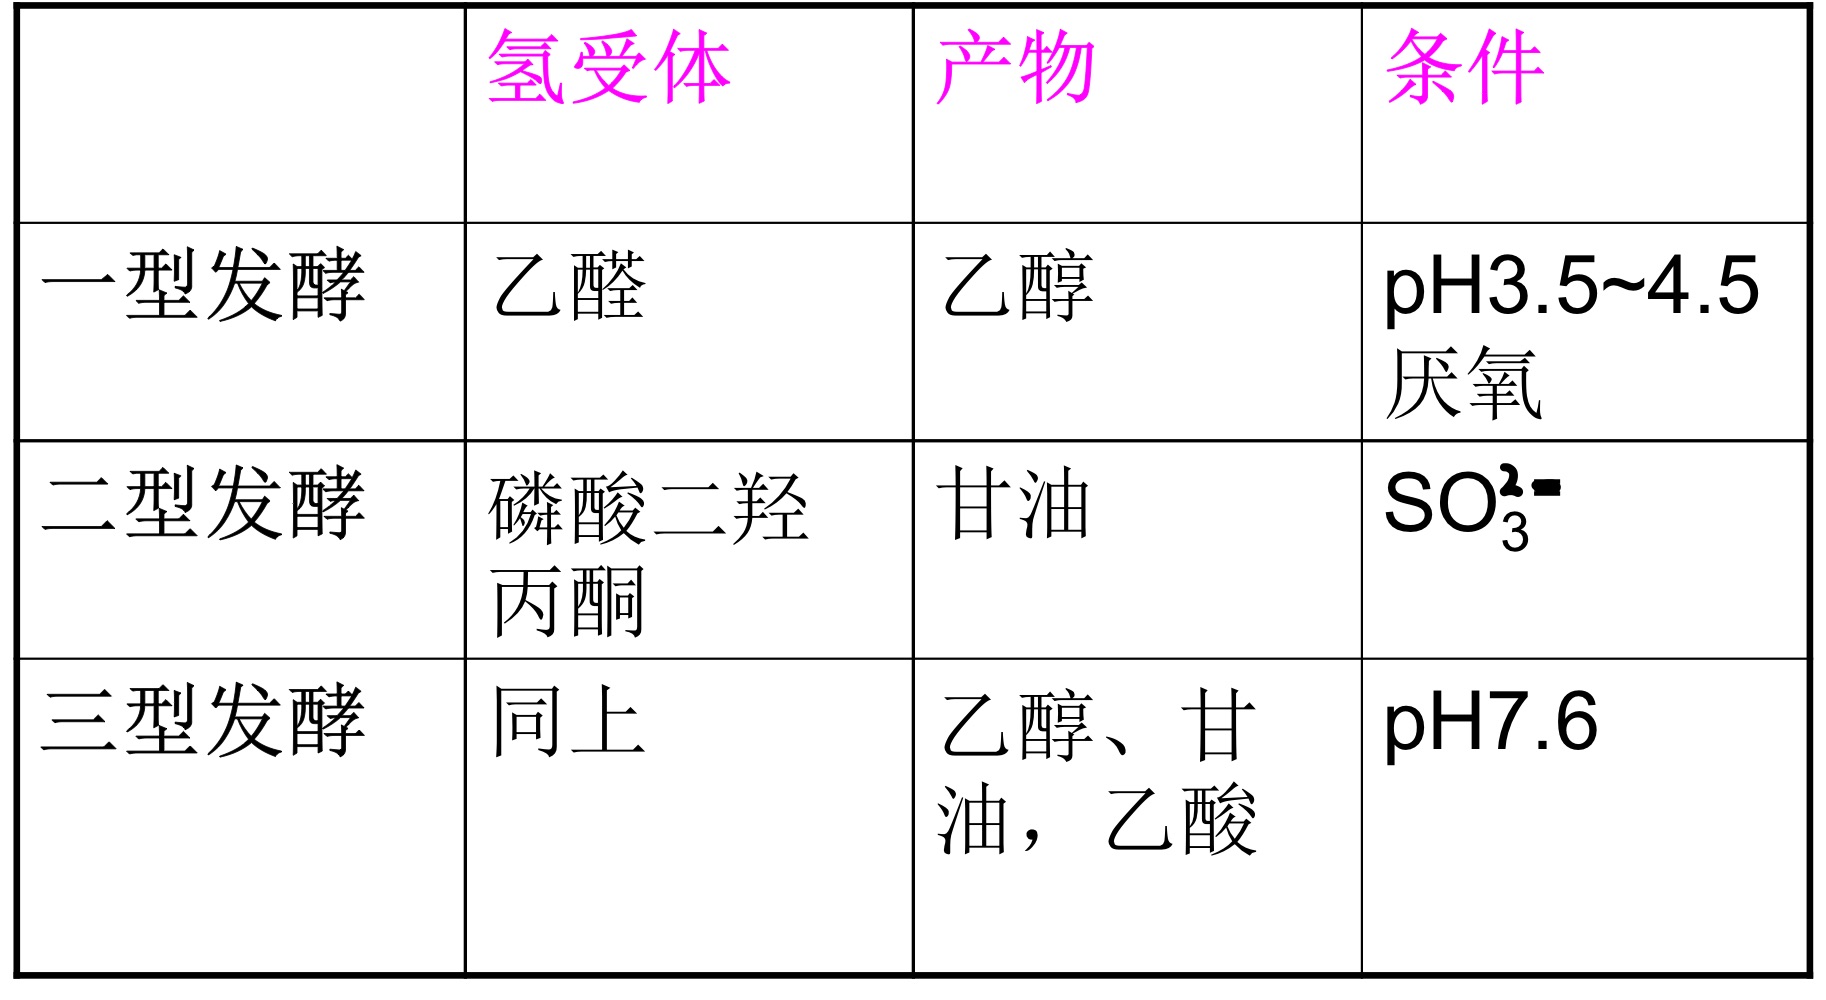 氢受体 产物 条件
一型发酵 乙醛 乙醇 pH3.5~4.5
厌氧
二型发酵 磷酸二羟 甘油 SO₃²⁻
丙酮
三型发酵 同上 乙醇、甘 pH7.6
油，乙酸